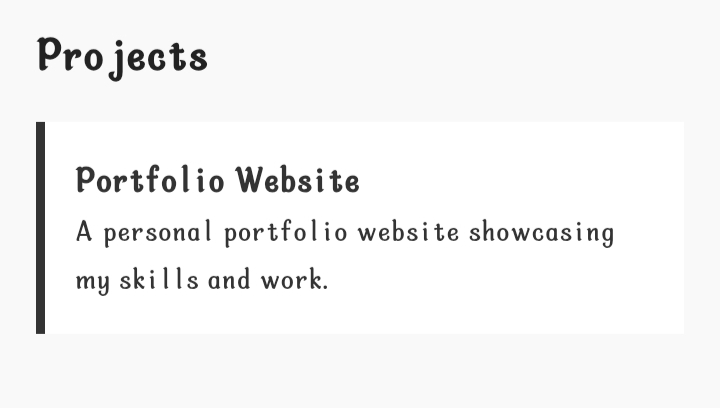 Projects
Portfolio Website
A personal portfolio website showcasing
my skills and work.